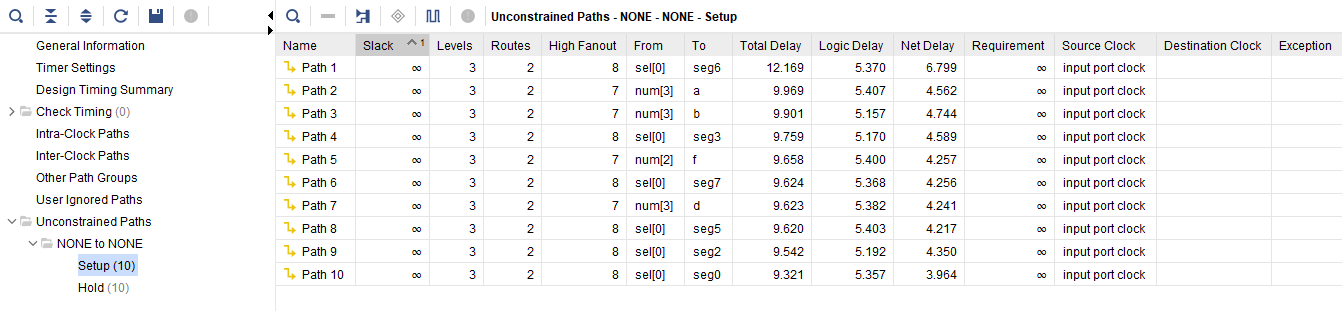 Unconstrained Paths - NONE - NONE - Setup
General Information
Timer Settings
Design Timing Summary
Check Timing (0)
Intra-Clock Paths
Inter-Clock Paths
Other Path Groups
User Ignored Paths
Unconstrained Paths
NONE to NONE
Setup (10)
Hold (10)
Name Slack 1 Levels Routes High Fanout From To Total Delay Logic Delay Net Delay Requirement Source Clock Destination Clock Exception
Path 1 ∞ 3 2 8 sel[0] seg6 12.169 5.370 6.799 ∞ input port clock
Path 2 ∞ 3 2 7 num[3] a 9.969 5.407 4.562 ∞ input port clock
Path 3 ∞ 3 2 7 num[3] b 9.901 5.157 4.744 ∞ input port clock
Path 4 ∞ 3 2 8 sel[0] seg3 9.759 5.170 4.589 ∞ input port clock
Path 5 ∞ 3 2 7 num[2] f 9.658 5.400 4.257 ∞ input port clock
Path 6 ∞ 3 2 8 sel[0] seg7 9.624 5.368 4.256 ∞ input port clock
Path 7 ∞ 3 2 7 num[3] d 9.623 5.382 4.241 ∞ input port clock
Path 8 ∞ 3 2 8 sel[0] seg5 9.620 5.403 4.217 ∞ input port clock
Path 9 ∞ 3 2 8 sel[0] seg2 9.542 5.192 4.350 ∞ input port clock
Path 10 ∞ 3 2 8 sel[0] seg0 9.321 5.357 3.964 ∞ input port clock